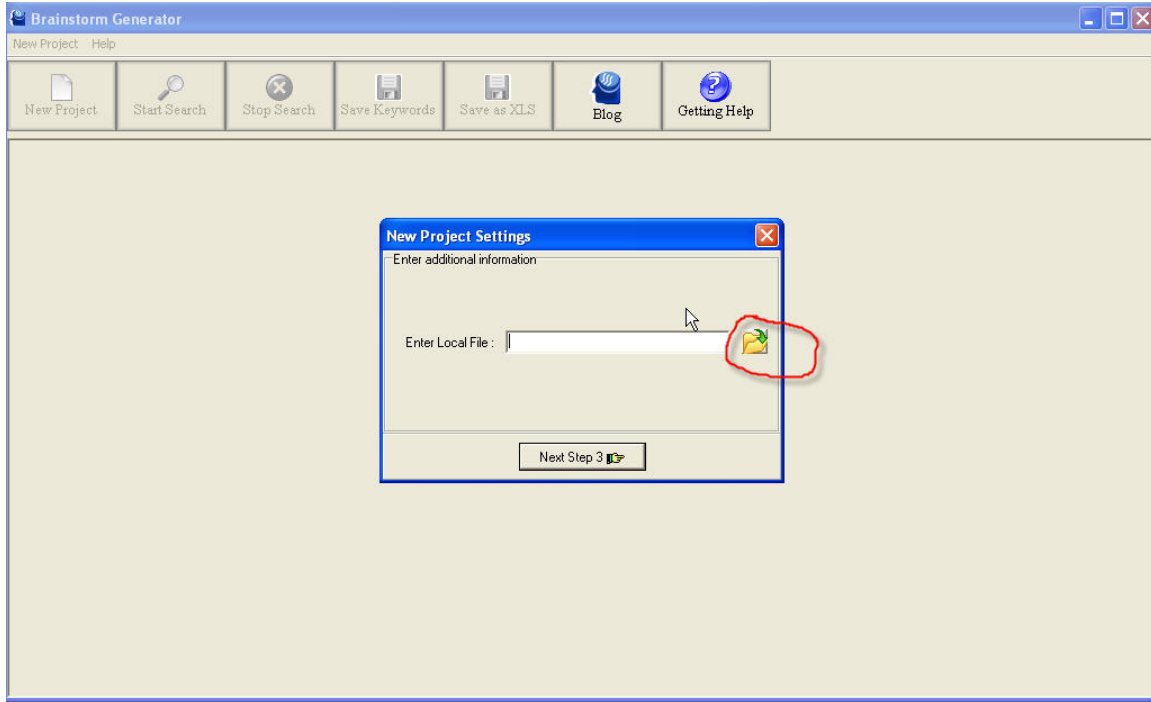 Brainstorm Generator
New Project Help
New Project Start Search Stop Search Save Keywords Save as XLS Blog Getting Help
New Project Settings
Enter additional information
Enter Local File :
Next Step 3